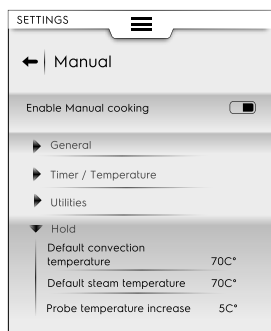 SETTINGS
Manual
Enable Manual cooking
General
Timer / Temperature
Utilities
Hold
Default convection
temperature 70C°
Default steam temperature 70C°
Probe temperature increase 5C°